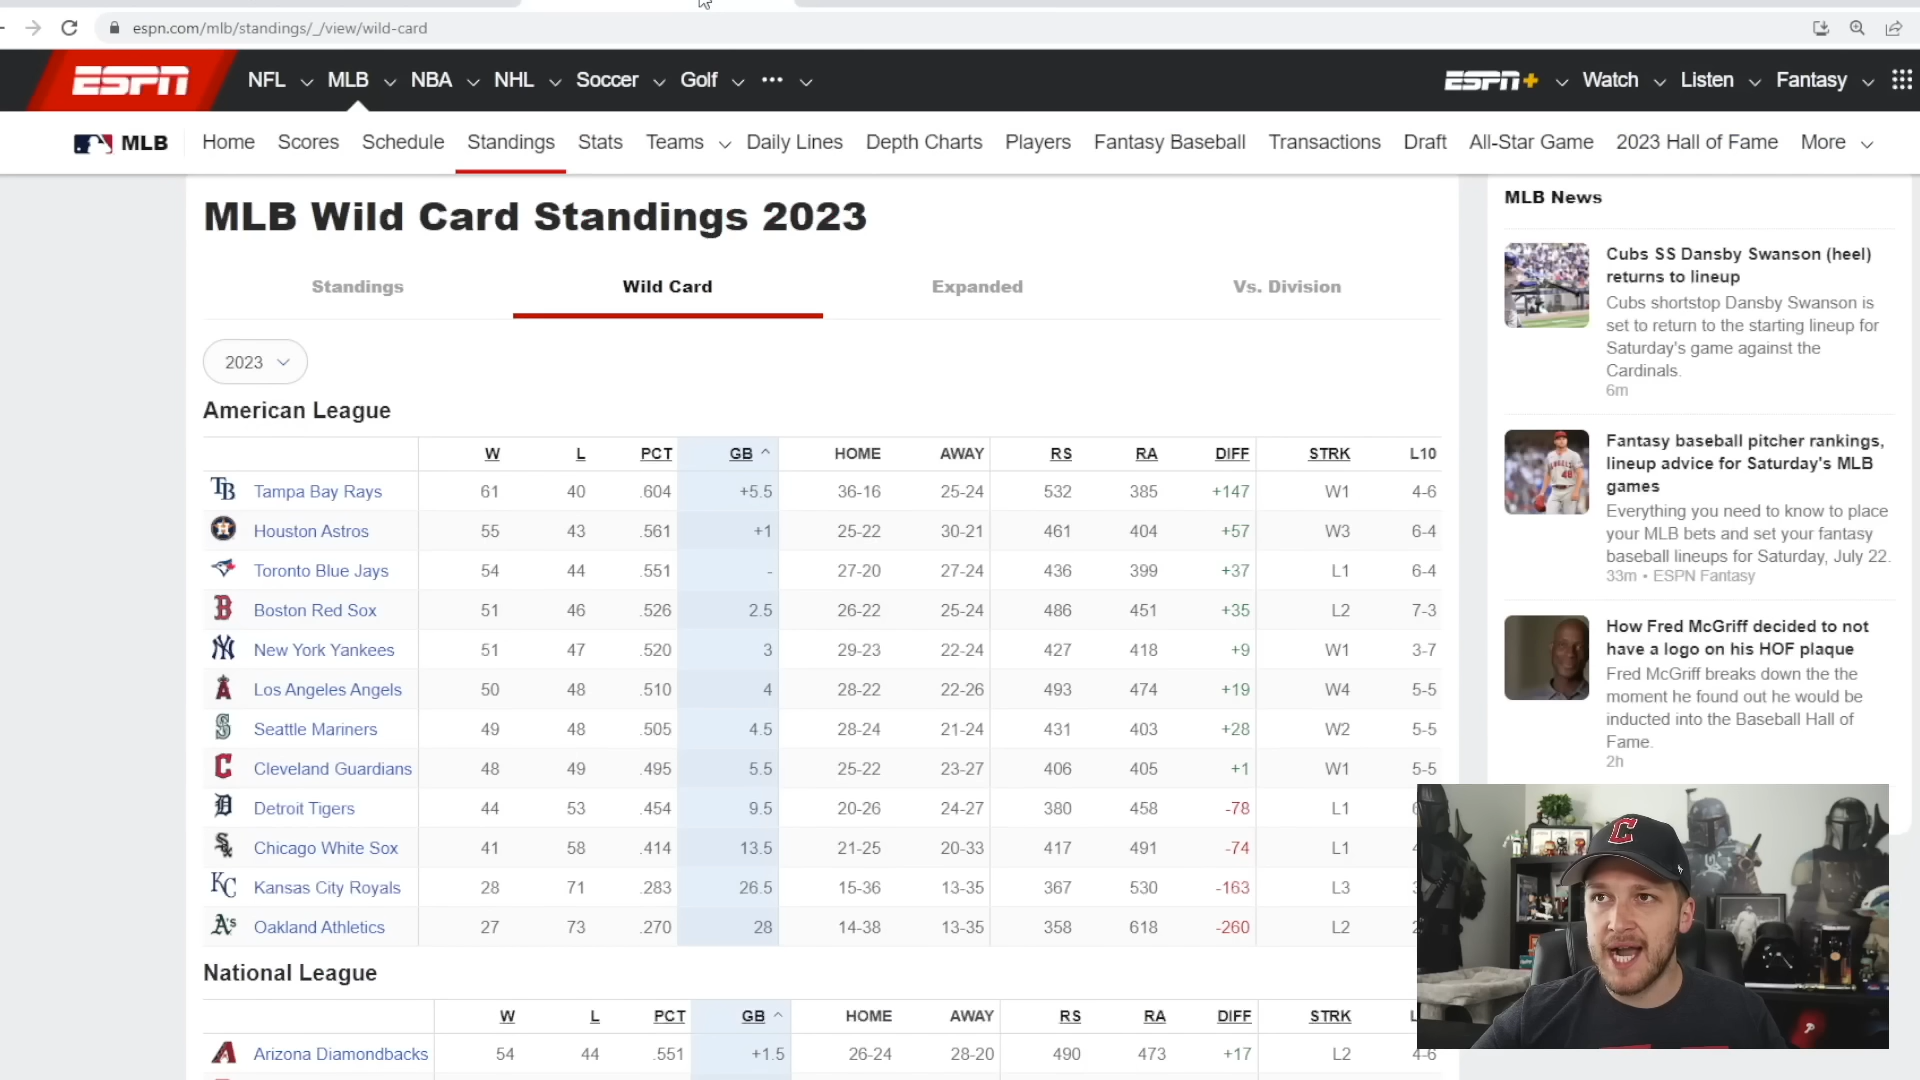 espn.com/mlb/standings/_/view/wild-card
ESPN NFL MLB NBA NHL Soccer Golf ••• ESPN+ Watch Listen Fantasy
MLB Home Scores Schedule Standings Stats Teams Daily Lines Depth Charts Players Fantasy Baseball Transactions Draft All-Star Game 2023 Hall of Fame More
MLB Wild Card Standings 2023
Standings Wild Card Expanded Vs. Division
2023
American League
W L PCT GB HOME AWAY RS RA DIFF STRK L10
TB Tampa Bay Rays 61 40 .604 +5.5 36-16 25-24 532 385 +147 W1 4-6
Houston Astros 55 43 .561 +1 25-22 30-21 461 404 +57 W3 6-4
Toronto Blue Jays 54 44 .551 - 27-20 27-24 436 399 +37 L1 6-4
B Boston Red Sox 51 46 .526 2.5 26-22 25-24 486 451 +35 L2 7-3
NY New York Yankees 51 47 .520 3 29-23 22-24 427 418 +9 W1 3-7
A Los Angeles Angels 50 48 .510 4 28-22 22-26 493 474 +19 W4 5-5
S Seattle Mariners 49 48 .505 4.5 28-24 21-24 431 403 +28 W2 5-5
C Cleveland Guardians 48 49 .495 5.5 25-22 23-27 406 405 +1 W1 5-5
D Detroit Tigers 44 53 .454 9.5 20-26 24-27 380 458 -78 L1
Sox Chicago White Sox 41 58 .414 13.5 21-25 20-33 417 491 -74 L1
KC Kansas City Royals 28 71 .283 26.5 15-36 13-35 367 530 -163 L3
A's Oakland Athletics 27 73 .270 28 14-38 13-35 358 618 -260 L2
National League
W L PCT GB HOME AWAY RS RA DIFF STRK
A Arizona Diamondbacks 54 44 .551 +1.5 26-24 28-20 490 473 +17 L2 4-6
MLB News
Cubs SS Dansby Swanson (heel)
returns to lineup
Cubs shortstop Dansby Swanson is
set to return to the starting lineup for
Saturday's game against the
Cardinals.
6m
Fantasy baseball pitcher rankings,
lineup advice for Saturday's MLB
games
Everything you need to know to place
your MLB bets and set your fantasy
baseball lineups for Saturday, July 22.
33m • ESPN Fantasy
How Fred McGriff decided to not
have a logo on his HOF plaque
Fred McGriff breaks down the the
moment he found out he would be
inducted into the Baseball Hall of
Fame.
2h
C
P